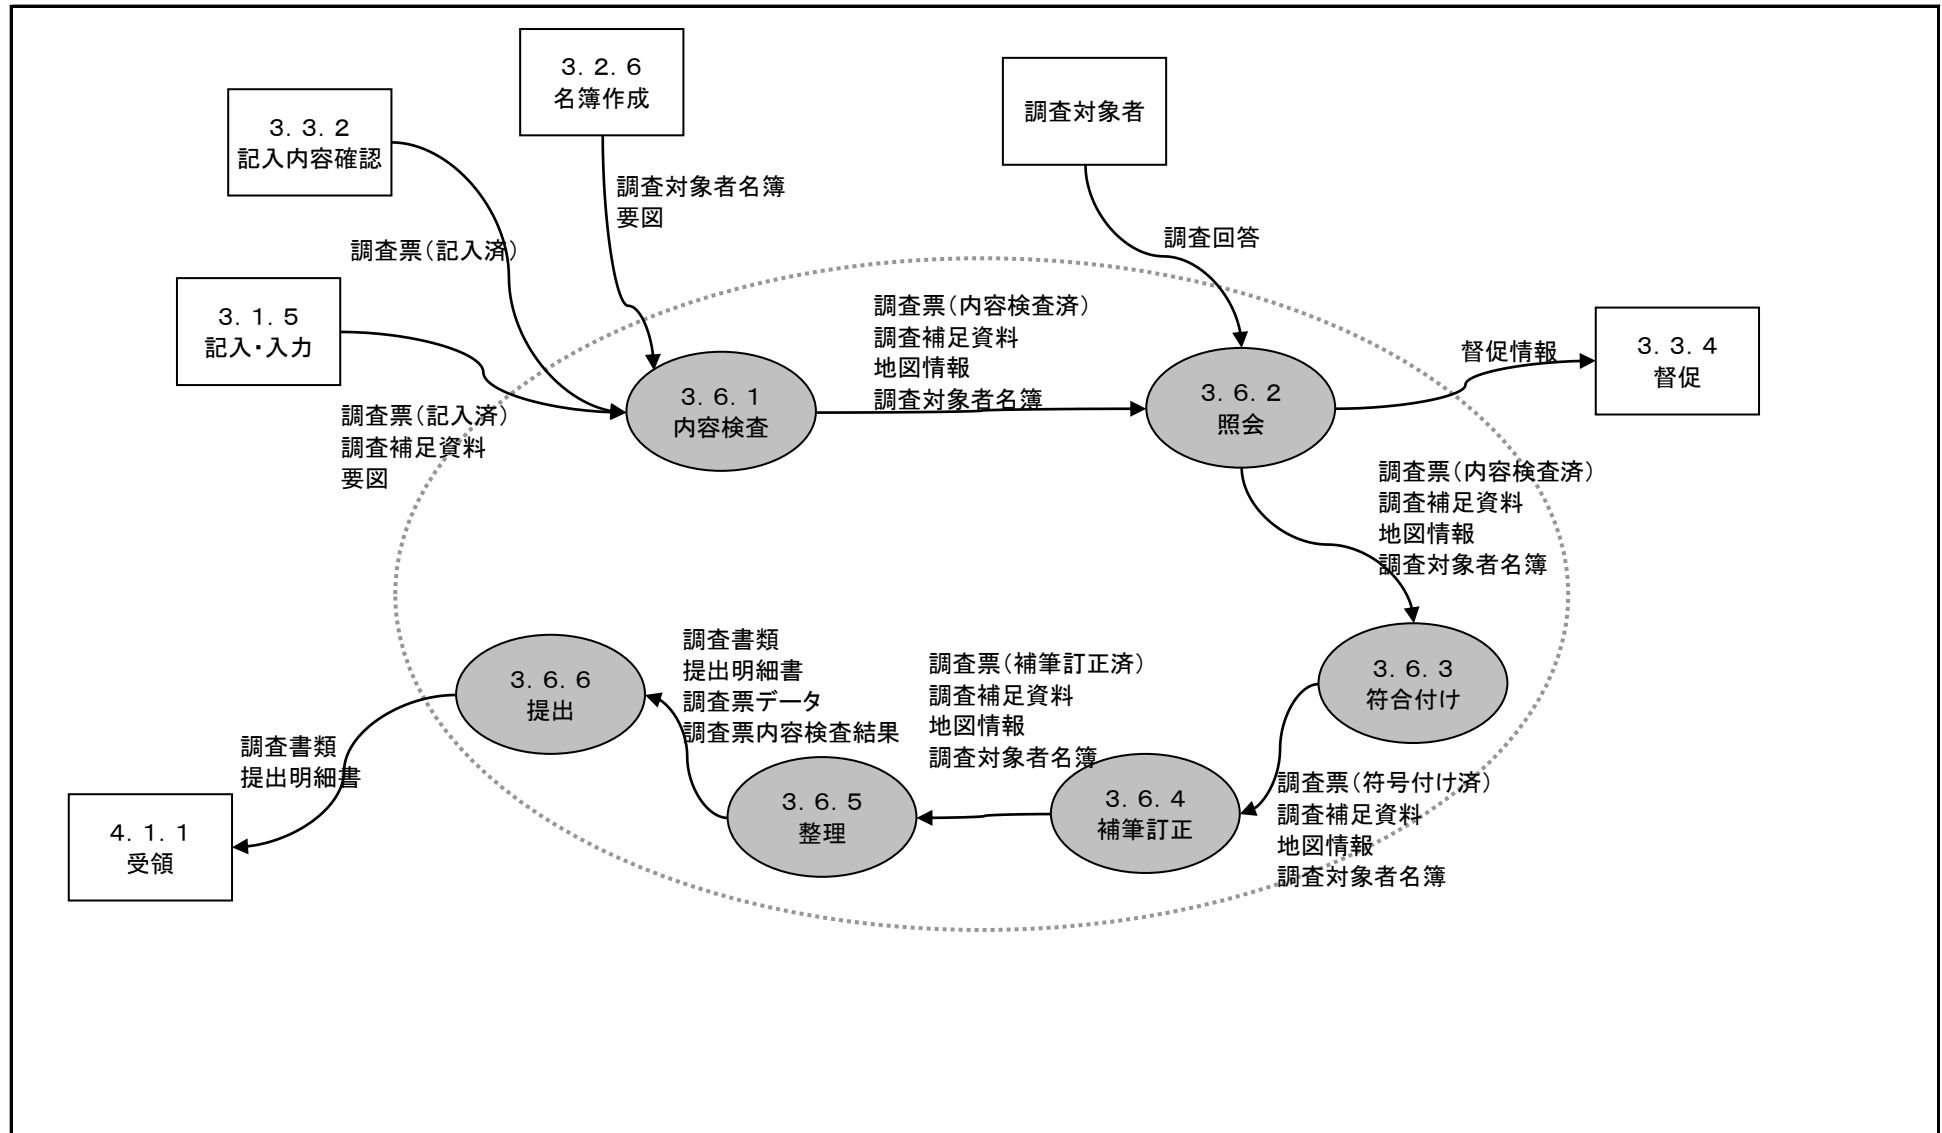 ３．２．６
名簿作成
調査対象者
３．３．２
記入内容確認
調査対象者名簿
要図
調査回答
調査票（記入済）
３．１．５
記入・入力
調査票（内容検査済）
調査補足資料
地図情報
調査対象者名簿
督促情報
３．３．４
督促
３．６．１
内容検査
３．６．２
照会
調査票（記入済）
調査補足資料
要図
調査票（内容検査済）
調査補足資料
地図情報
調査対象者名簿
３．６．３
符合付け
調査票（符号付け済）
調査補足資料
地図情報
調査対象者名簿
３．６．４
補筆訂正
調査票（補筆訂正済）
調査補足資料
地図情報
調査対象者名簿
３．６．５
整理
調査書類
提出明細書
調査票データ
調査票内容検査結果
３．６．６
提出
調査書類
提出明細書
４．１．１
受領